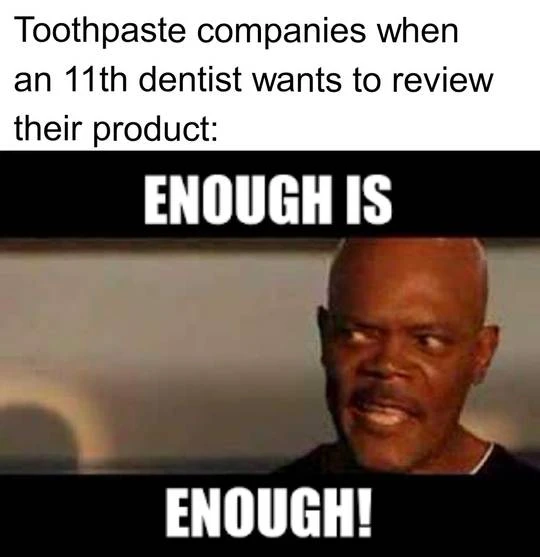 Toothpaste companies when
an 11th dentist wants to review
their product:
ENOUGH IS
ENOUGH!